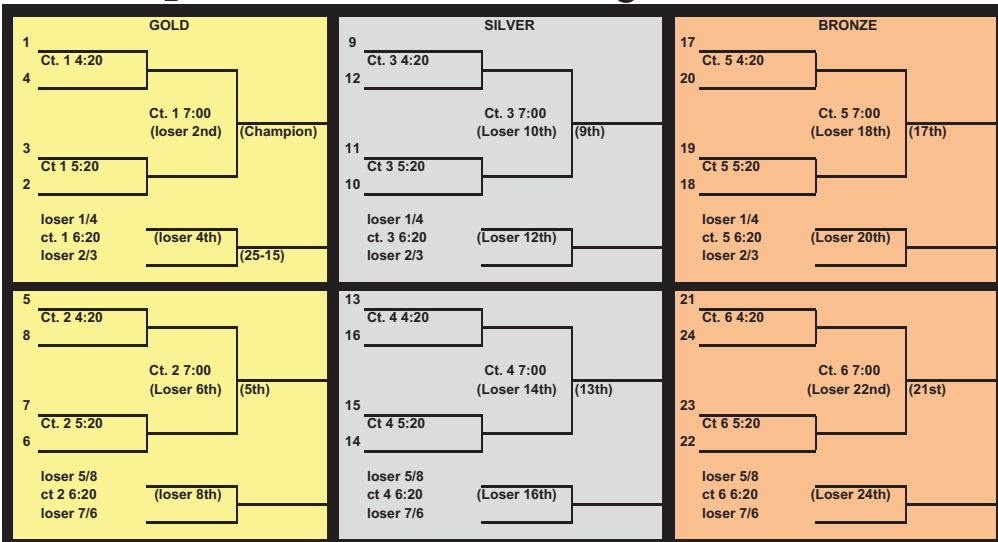 GOLD
1
Ct. 1 4:20
4
Ct. 1 7:00
(loser 2nd)
(Champion)
3
Ct 1 5:20
2
loser 1/4
ct. 1 6:20
(loser 4th)
loser 2/3
(25-15)
SILVER
9
Ct. 3 4:20
12
Ct. 3 7:00
(Loser 10th)
(9th)
11
Ct 3 5:20
10
loser 1/4
ct. 3 6:20
(Loser 12th)
loser 2/3
BRONZE
17
Ct. 5 4:20
20
Ct. 5 7:00
(Loser 18th)
(17th)
19
Ct 5 5:20
18
loser 1/4
ct. 5 6:20
(Loser 20th)
loser 2/3
5
Ct. 2 4:20
8
Ct. 2 7:00
(Loser 6th)
(5th)
7
Ct. 2 5:20
6
loser 5/8
ct 2 6:20
(loser 8th)
loser 7/6
13
Ct. 4 4:20
16
Ct. 4 7:00
(Loser 14th)
(13th)
15
Ct 4 5:20
14
loser 5/8
ct 4 6:20
(Loser 16th)
loser 7/6
21
Ct. 6 4:20
24
Ct. 6 7:00
(Loser 22nd)
(21st)
23
Ct 6 5:20
22
loser 5/8
ct 6 6:20
(Loser 24th)
loser 7/6